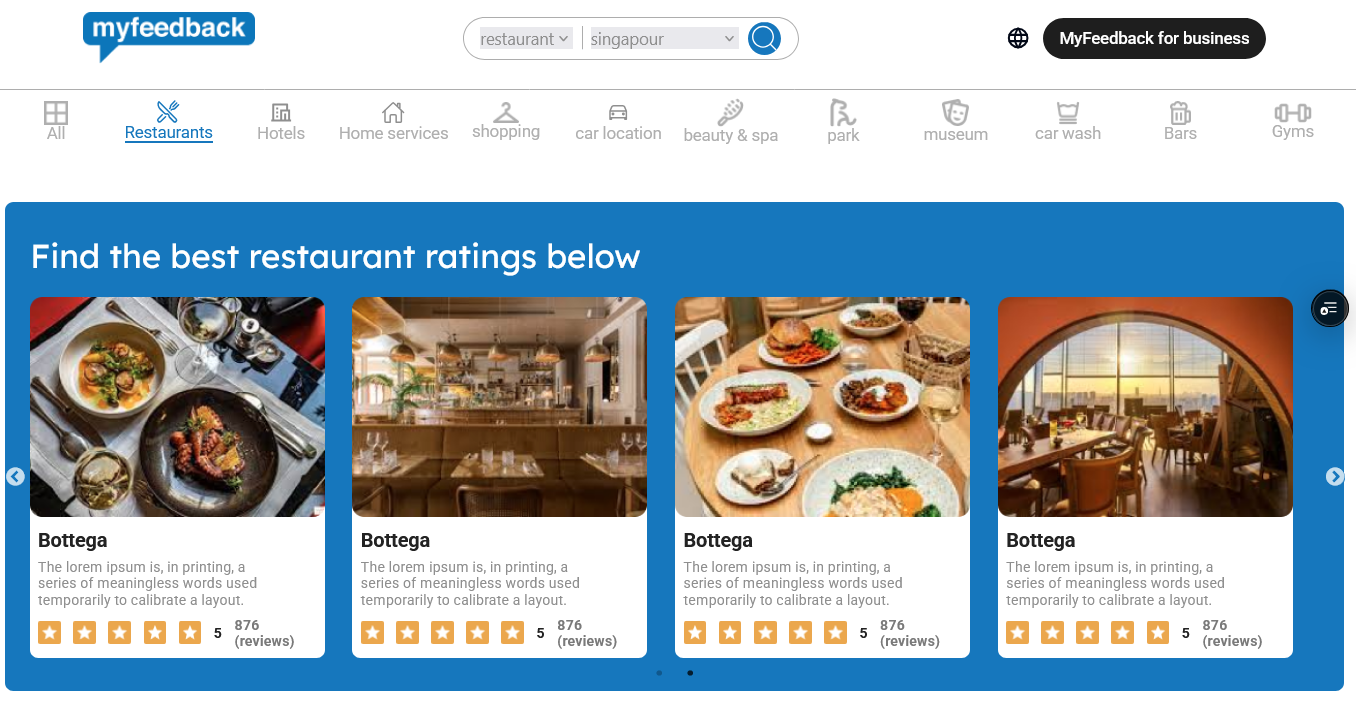 myfeedback
restaurant
singapour
MyFeedback for business
All
Restaurants
Hotels
Home services
shopping
car location
beauty & spa
park
museum
car wash
Bars
Gyms
Find the best restaurant ratings below
Bottega
The lorem ipsum is, in printing, a
series of meaningless words used
temporarily to calibrate a layout.
5
876
(reviews)
Bottega
The lorem ipsum is, in printing, a
series of meaningless words used
temporarily to calibrate a layout.
5
876
(reviews)
Bottega
The lorem ipsum is, in printing, a
series of meaningless words used
temporarily to calibrate a layout.
5
876
(reviews)
Bottega
The lorem ipsum is, in printing, a
series of meaningless words used
temporarily to calibrate a layout.
5
876
(reviews)